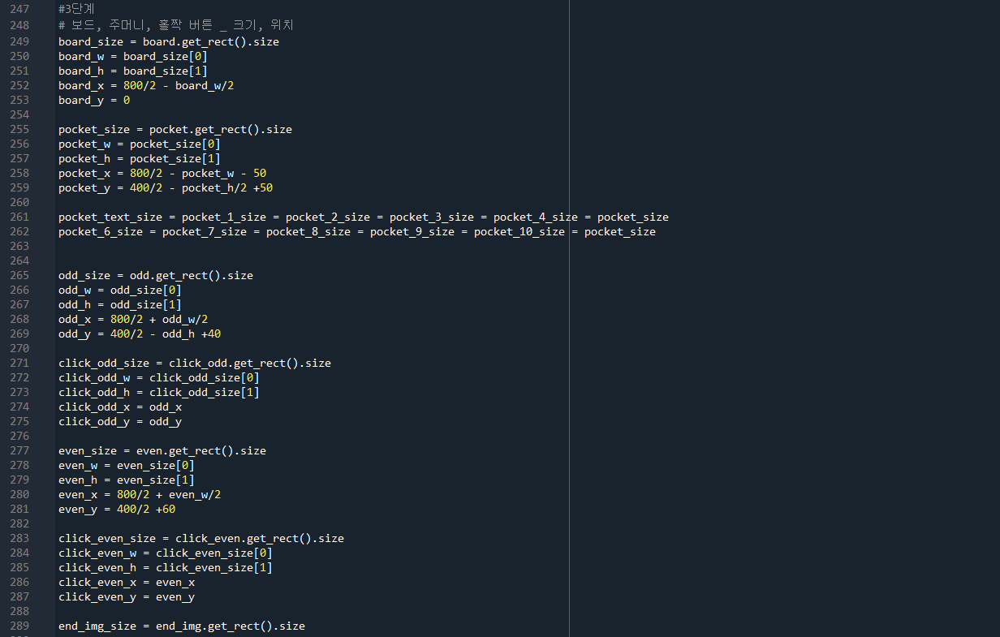 247 #3단계
248 # 보드, 주머니, 홀짝 버튼 _ 크기, 위치
249 board_size = board.get_rect().size
250 board_w = board_size[0]
251 board_h = board_size[1]
252 board_x = 800/2 - board_w/2
253 board_y = 0
254
255 pocket_size = pocket.get_rect().size
256 pocket_w = pocket_size[0]
257 pocket_h = pocket_size[1]
258 pocket_x = 800/2 - pocket_w - 50
259 pocket_y = 400/2 - pocket_h/2 +50
260
261 pocket_text_size = pocket_1_size = pocket_2_size = pocket_3_size = pocket_4_size = pocket_size
262 pocket_6_size = pocket_7_size = pocket_8_size = pocket_9_size = pocket_10_size = pocket_size
263
264
265 odd_size = odd.get_rect().size
266 odd_w = odd_size[0]
267 odd_h = odd_size[1]
268 odd_x = 800/2 + odd_w/2
269 odd_y = 400/2 - odd_h +40
270
271 click_odd_size = click_odd.get_rect().size
272 click_odd_w = click_odd_size[0]
273 click_odd_h = click_odd_size[1]
274 click_odd_x = odd_x
275 click_odd_y = odd_y
276
277 even_size = even.get_rect().size
278 even_w = even_size[0]
279 even_h = even_size[1]
280 even_x = 800/2 + even_w/2
281 even_y = 400/2 +60
282
283 click_even_size = click_even.get_rect().size
284 click_even_w = click_even_size[0]
285 click_even_h = click_even_size[1]
286 click_even_x = even_x
287 click_even_y = even_y
288
289 end_img_size = end_img.get_rect().size